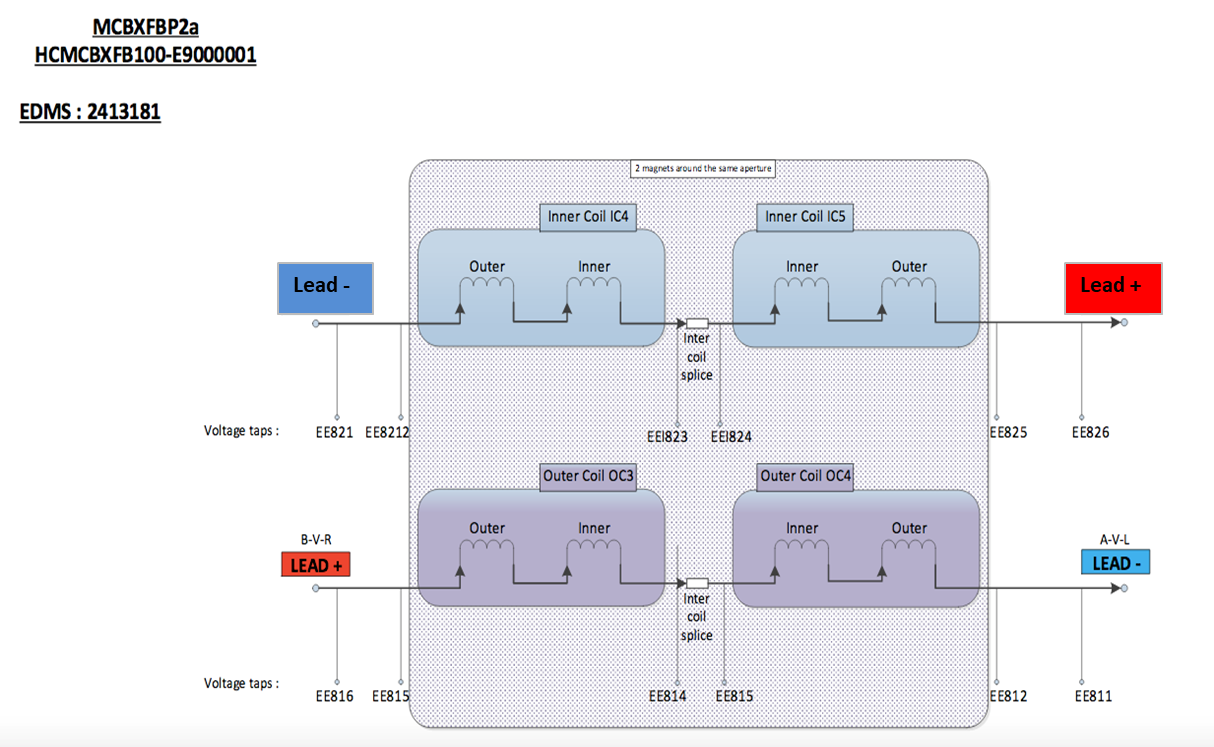 MCBXFBP2a
HCMCBXFB100-E9000001
EDMS : 2413181
2 magnets around the same aperture
Inner Coil IC4
Inner Coil IC5
Outer
Inner
Inner
Outer
Lead -
Lead +
Inter
coil
splice
Voltage taps :
EE821
EE8212
EEI823
EEI824
EE825
EE826
Outer Coil OC3
Outer Coil OC4
Outer
Inner
Inner
Outer
B-V-R
LEAD +
A-V-L
LEAD -
Inter
coil
splice
Voltage taps :
EE816
EE815
EE814
EE815
EE812
EE811